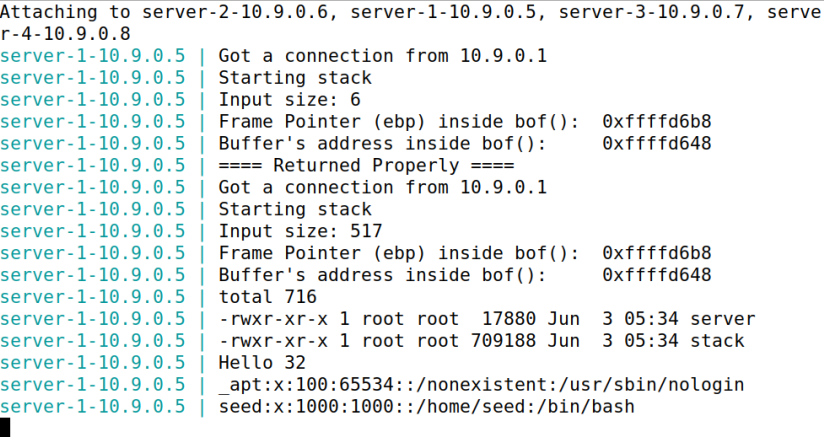 Attaching to server-2-10.9.0.6, server-1-10.9.0.5, server-3-10.9.0.7, serve
r-4-10.9.0.8
server-1-10.9.0.5 | Got a connection from 10.9.0.1
server-1-10.9.0.5 | Starting stack
server-1-10.9.0.5 | Input size: 6
server-1-10.9.0.5 | Frame Pointer (ebp) inside bof():  0xffffd6b8
server-1-10.9.0.5 | Buffer's address inside bof():     0xffffd648
server-1-10.9.0.5 | ==== Returned Properly ====
server-1-10.9.0.5 | Got a connection from 10.9.0.1
server-1-10.9.0.5 | Starting stack
server-1-10.9.0.5 | Input size: 517
server-1-10.9.0.5 | Frame Pointer (ebp) inside bof():  0xffffd6b8
server-1-10.9.0.5 | Buffer's address inside bof():     0xffffd648
server-1-10.9.0.5 | total 716
server-1-10.9.0.5 | -rwxr-xr-x 1 root root  17880 Jun  3 05:34 server
server-1-10.9.0.5 | -rwxr-xr-x 1 root root 709188 Jun  3 05:34 stack
server-1-10.9.0.5 | Hello 32
server-1-10.9.0.5 | _apt:x:100:65534::/nonexistent:/usr/sbin/nologin
server-1-10.9.0.5 | seed:x:1000:1000::/home/seed:/bin/bash